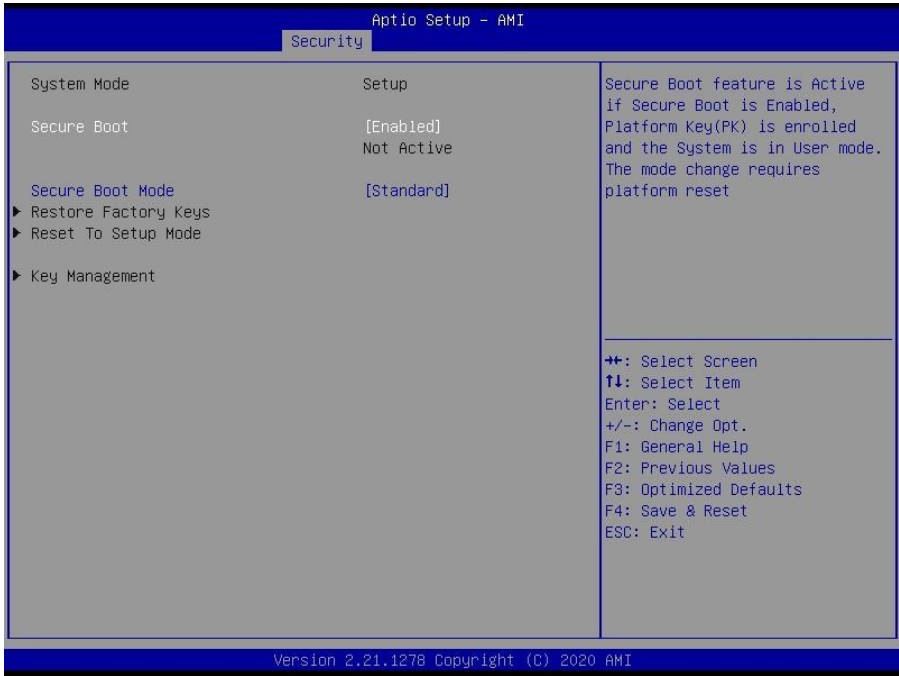 Aptio Setup – AMI
Security
System Mode Setup
Secure Boot [Enabled]
Not Active
Secure Boot Mode [Standard]
▶ Restore Factory Keys
▶ Reset To Setup Mode
▶ Key Management
Secure Boot feature is Active
if Secure Boot is Enabled,
Platform Key(PK) is enrolled
and the System is in User mode.
The mode change requires
platform reset
→←: Select Screen
↑↓: Select Item
Enter: Select
+/-: Change Opt.
F1: General Help
F2: Previous Values
F3: Optimized Defaults
F4: Save & Reset
ESC: Exit
Version 2.21.1278 Copyright (C) 2020 AMI